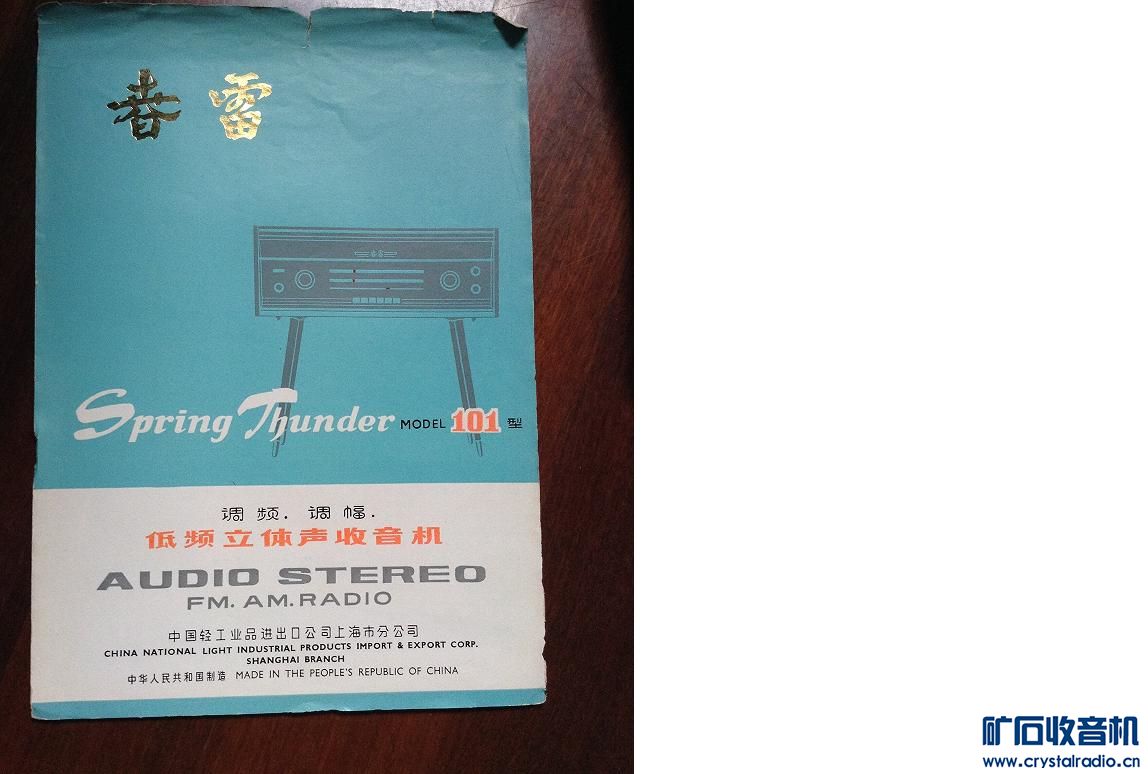 春雷
Spring Thunder MODEL 101 型
调频.调幅.
低频立体声收音机
AUDIO STEREO
FM. AM. RADIO
中国轻工业品进出口公司上海市分公司
CHINA NATIONAL LIGHT INDUSTRIAL PRODUCTS IMPORT & EXPORT CORP.
SHANGHAI BRANCH
中华人民共和国制造 MADE IN THE PEOPLE'S REPUBLIC OF CHINA
矿石收音机
www.crystalradio.cn